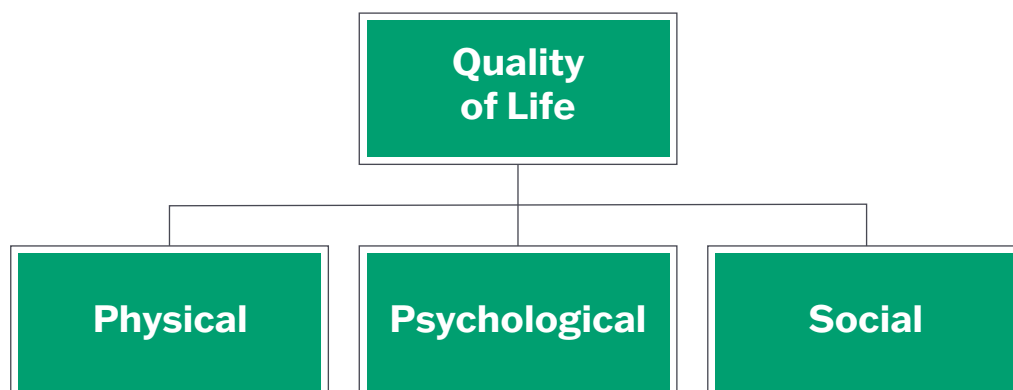 Quality
of Life
Physical
Psychological
Social